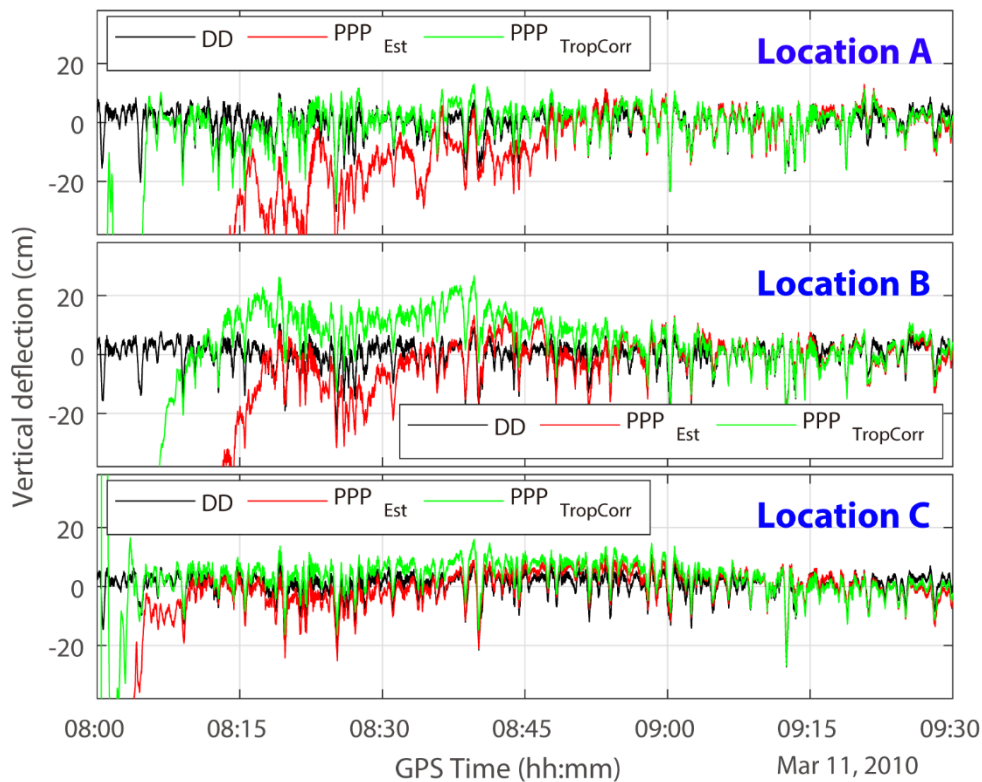 DD PPP Est PPP TropCorr
Location A
20
0
-20
Location B
20
0
-20
DD PPP Est PPP TropCorr
Vertical deflection (cm)
DD PPP Est PPP TropCorr
Location C
20
0
-20
08:00 08:15 08:30 08:45 09:00 09:15 09:30
GPS Time (hh:mm)
Mar 11, 2010